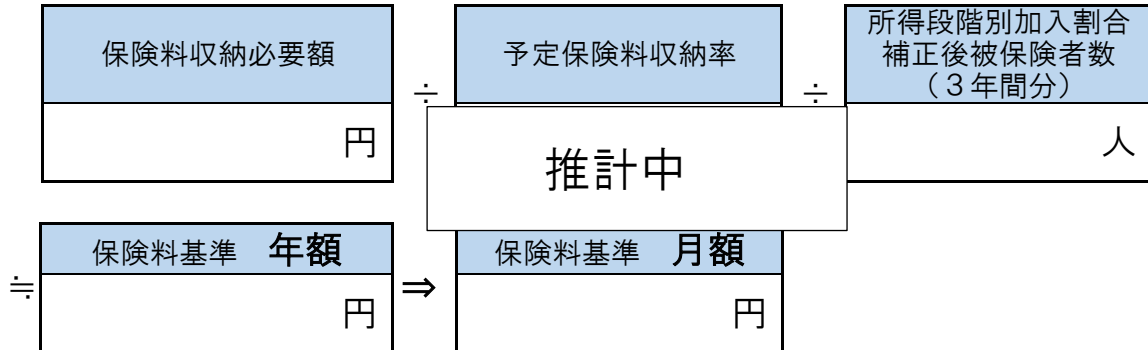 保険料収納必要額
÷
予定保険料収納率
÷
所得段階別加入割合
補正後被保険者数
（３年間分）
円
推計中
人
≒
保険料基準　年額
円
⇒
保険料基準　月額
円